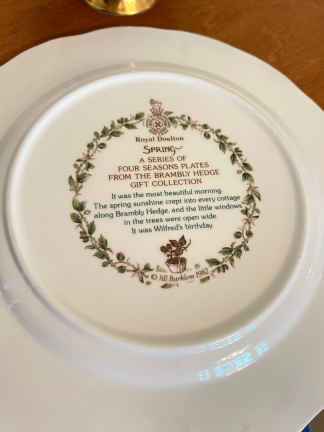 Royal Doulton
SPRING
A SERIES OF
FOUR SEASONS PLATES
FROM THE BRAMBLY HEDGE
GIFT COLLECTION
It was the most beautiful morning.
The spring sunshine crept into every cottage
along Brambly Hedge, and the little windows
in the trees were open wide.
It was Wilfred's birthday.
© Jill Barklem 1982